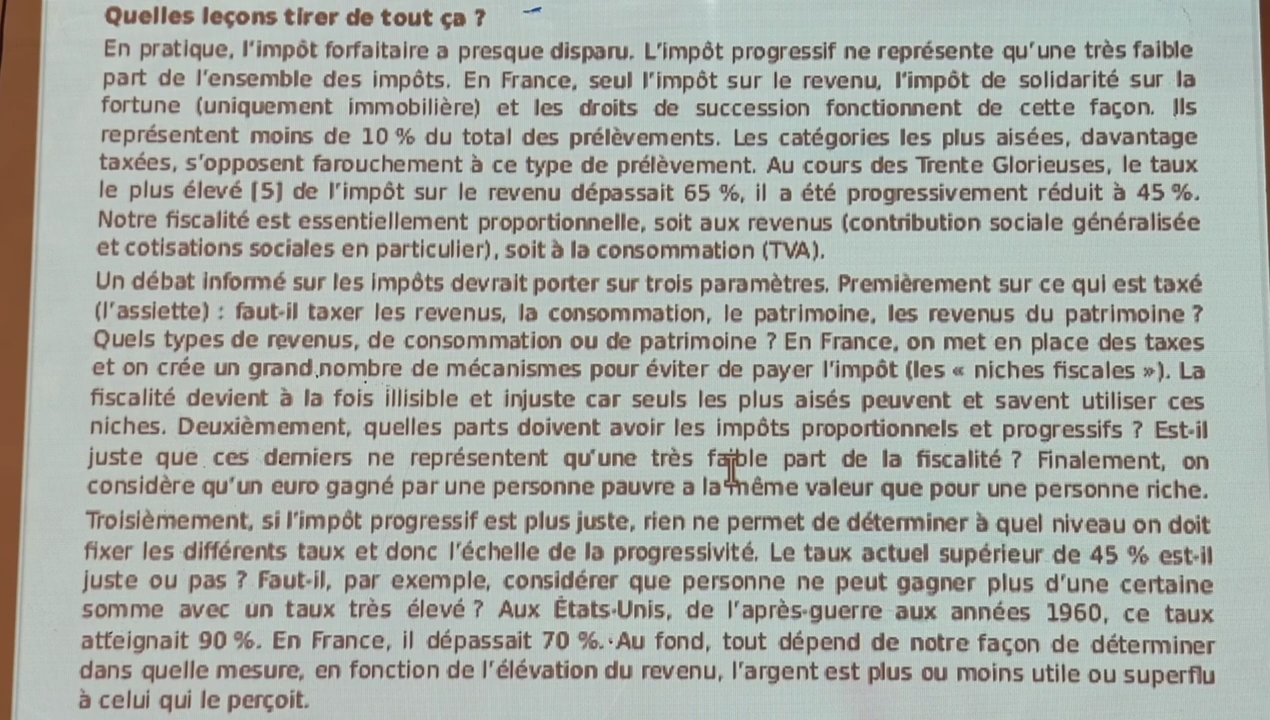 Quelles leçons tirer de tout ça ?
En pratique, l'impôt forfaitaire a presque disparu. L'impôt progressif ne représente qu'une très faible
part de l'ensemble des impôts. En France, seul l'impôt sur le revenu, l'impôt de solidarité sur la
fortune (uniquement immobilière) et les droits de succession fonctionnent de cette façon. Ils
représentent moins de 10 % du total des prélèvements. Les catégories les plus aisées, davantage
taxées, s'opposent farouchement à ce type de prélèvement. Au cours des Trente Glorieuses, le taux
le plus élevé [5] de l'impôt sur le revenu dépassait 65 %, il a été progressivement réduit à 45 %.
Notre fiscalité est essentiellement proportionnelle, soit aux revenus (contribution sociale généralisée
et cotisations sociales en particulier), soit à la consommation (TVA).
Un débat informé sur les impôts devrait porter sur trois paramètres. Premièrement sur ce qui est taxé
(l'assiette) : faut-il taxer les revenus, la consommation, le patrimoine, les revenus du patrimoine ?
Quels types de revenus, de consommation ou de patrimoine ? En France, on met en place des taxes
et on crée un grand nombre de mécanismes pour éviter de payer l'impôt (les « niches fiscales »). La
fiscalité devient à la fois illisible et injuste car seuls les plus aisés peuvent et savent utiliser ces
niches. Deuxièmement, quelles parts doivent avoir les impôts proportionnels et progressifs ? Est-il
juste que ces derniers ne représentent qu'une très faible part de la fiscalité ? Finalement, on
considère qu'un euro gagné par une personne pauvre a la même valeur que pour une personne riche.
Troisièmement, si l'impôt progressif est plus juste, rien ne permet de déterminer à quel niveau on doit
fixer les différents taux et donc l'échelle de la progressivité. Le taux actuel supérieur de 45 % est-il
juste ou pas ? Faut-il, par exemple, considérer que personne ne peut gagner plus d'une certaine
somme avec un taux très élevé ? Aux États-Unis, de l'après-guerre aux années 1960, ce taux
atteignait 90 %. En France, il dépassait 70 %. Au fond, tout dépend de notre façon de déterminer
dans quelle mesure, en fonction de l'élévation du revenu, l'argent est plus ou moins utile ou superflu
à celui qui le perçoit.